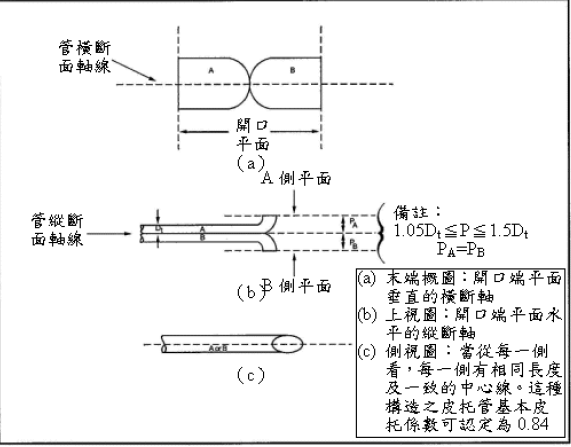 管橫斷
面軸線
A
B
開口
平面
(a)
A 側平面
管縱斷
面軸線
Dt
A
B
PA
PB
備註：
1.05Dt≦P≦1.5Dt
PA=PB
(b)
B 側平面
AorB
(c)
(a) 末端概圖：開口端平面
垂直的橫斷軸
(b) 上視圖：開口端平面水
平的縱斷軸
(c) 側視圖：當從每一側
看，每一側有相同長度
及一致的中心線。這種
構造之皮托管基本皮
托係數可認定為 0.84